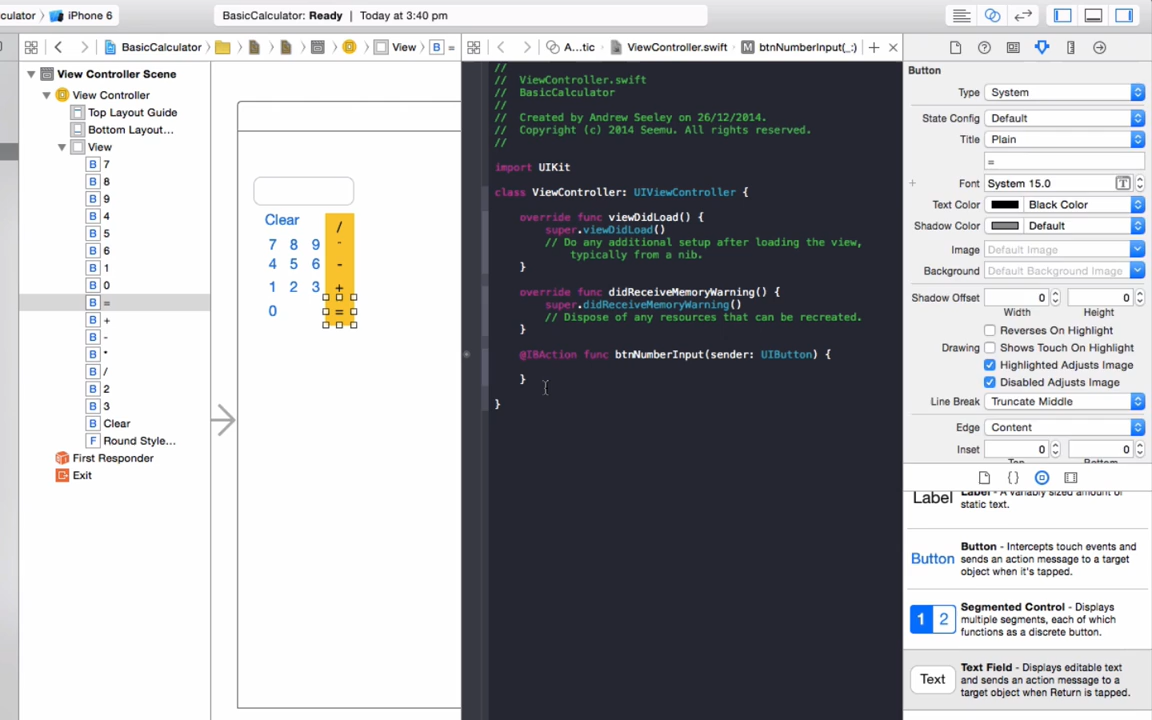 culator
iPhone 6
BasicCalculator: Ready | Today at 3:40 pm
BasicCalculator
View
B
=
A...tic
ViewController.swift
M
btnNumberInput(_:)
View Controller Scene
View Controller
Top Layout Guide
Bottom Layout...
View
B 7
B 8
B 9
B 4
B 5
B 6
B 1
B 0
B =
B +
B -
B *
B /
B 2
B 3
B Clear
F Round Style...
First Responder
Exit
Clear
/
7 8 9
4 5 6 -
1 2 3 +
0 =
//
// ViewController.swift
// BasicCalculator
//
// Created by Andrew Seeley on 26/12/2014.
// Copyright (c) 2014 Seemu. All rights reserved.
//
import UIKit
class ViewController: UIViewController {
override func viewDidLoad() {
super.viewDidLoad()
// Do any additional setup after loading the view,
typically from a nib.
}
override func didReceiveMemoryWarning() {
super.didReceiveMemoryWarning()
// Dispose of any resources that can be recreated.
}
@IBAction func btnNumberInput(sender: UIButton) {
}
}
Button
Type System
State Config Default
Title Plain
=
Font System 15.0
Text Color Black Color
Shadow Color Default
Image Default Image
Background Default Background Image
Shadow Offset 0 0
Width Height
Reverses On Highlight
Drawing Shows Touch On Highlight
Highlighted Adjusts Image
Disabled Adjusts Image
Line Break Truncate Middle
Edge Content
Inset 0 0
Label
Label - A variably sized amount of
static text.
Button
Button - Intercepts touch events and
sends an action message to a target
object when it's tapped.
1 2
Segmented Control - Displays
multiple segments, each of which
functions as a discrete button.
Text
Text Field - Displays editable text
and sends an action message to a
target object when Return is tapped.